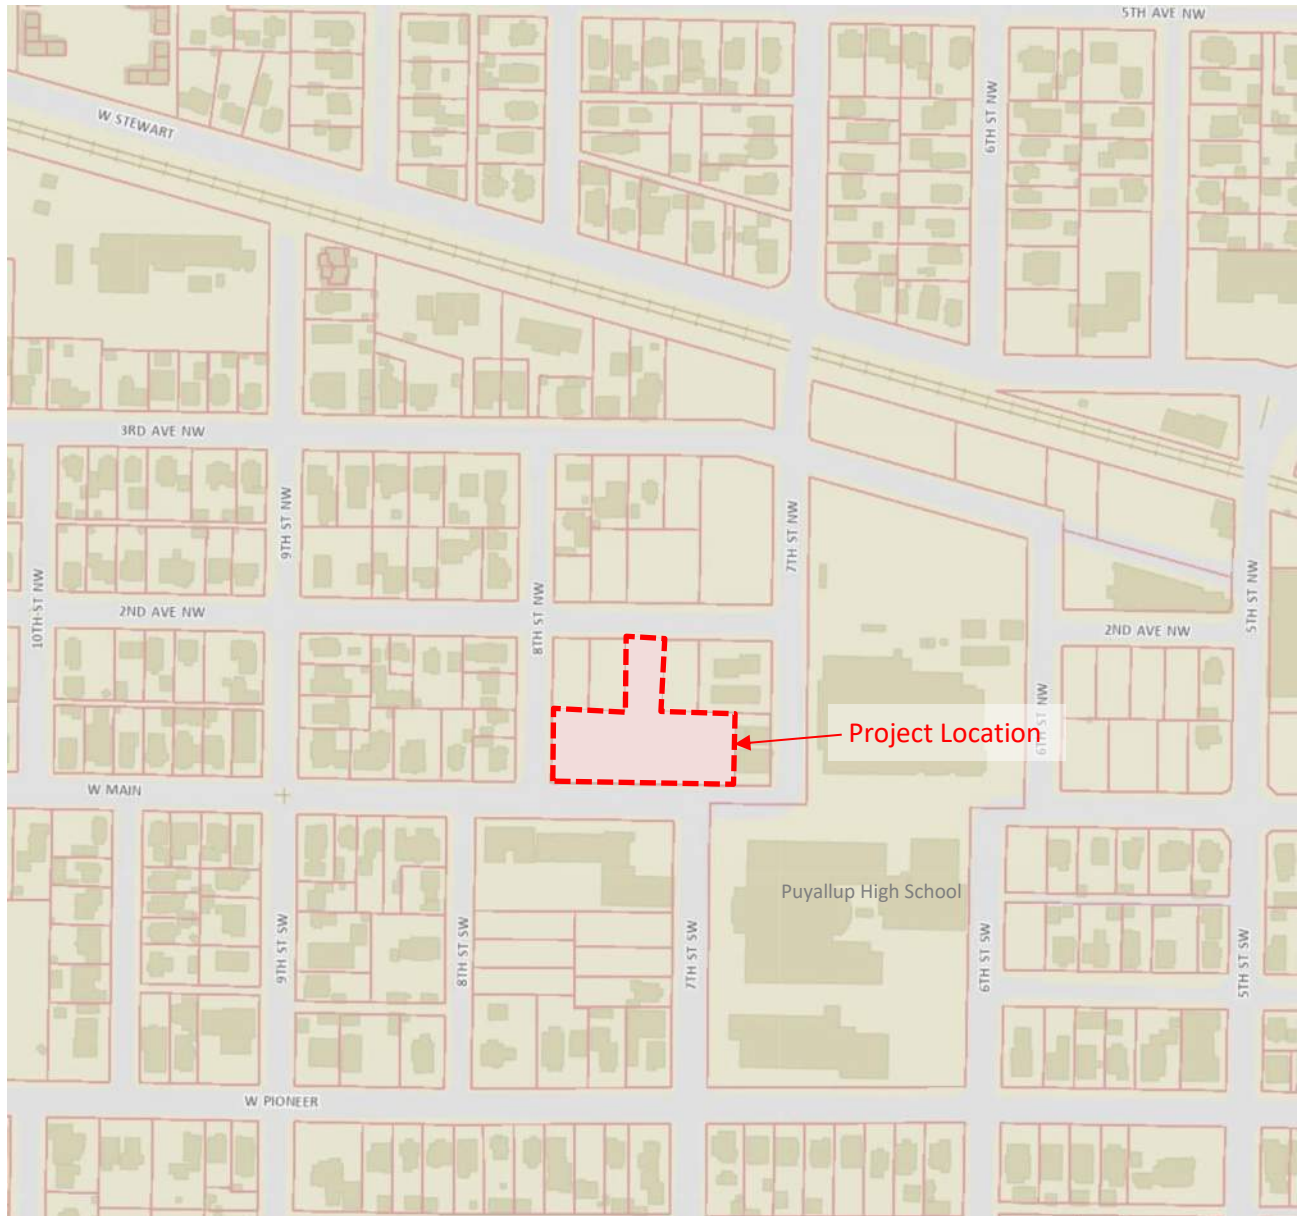 5TH AVE NW
W STEWART
6TH ST NW
3RD AVE NW
9TH ST NW
7TH ST NW
10TH ST NW
2ND AVE NW
8TH ST NW
5TH ST NW
2ND AVE NW
6TH ST NW
Project Location
W MAIN
Puyallup High School
9TH ST SW
8TH ST SW
7TH ST SW
6TH ST SW
5TH ST SW
W PIONEER